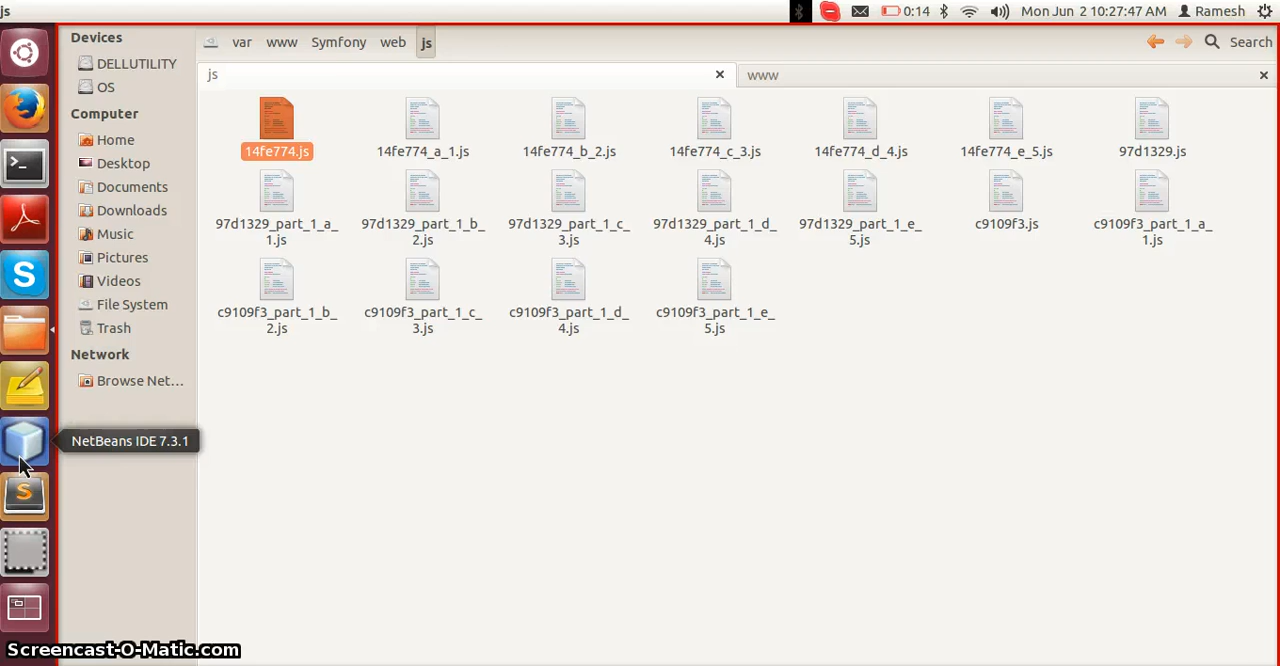 js
0:14
Mon Jun 2 10:27:47 AM
Ramesh
Devices
DELLUTILITY
OS
Computer
Home
Desktop
Documents
Downloads
Music
Pictures
Videos
File System
Trash
Network
Browse Net...
var www Symfony web js
Search
js
www
14fe774.js
14fe774_a_1.js
14fe774_b_2.js
14fe774_c_3.js
14fe774_d_4.js
14fe774_e_5.js
97d1329.js
97d1329_part_1_a_
1.js
97d1329_part_1_b_
2.js
97d1329_part_1_c_
3.js
97d1329_part_1_d_
4.js
97d1329_part_1_e_
5.js
c9109f3.js
c9109f3_part_1_a_
1.js
c9109f3_part_1_b_
2.js
c9109f3_part_1_c_
3.js
c9109f3_part_1_d_
4.js
c9109f3_part_1_e_
5.js
NetBeans IDE 7.3.1
S
S
Screencast-O-Matic.com